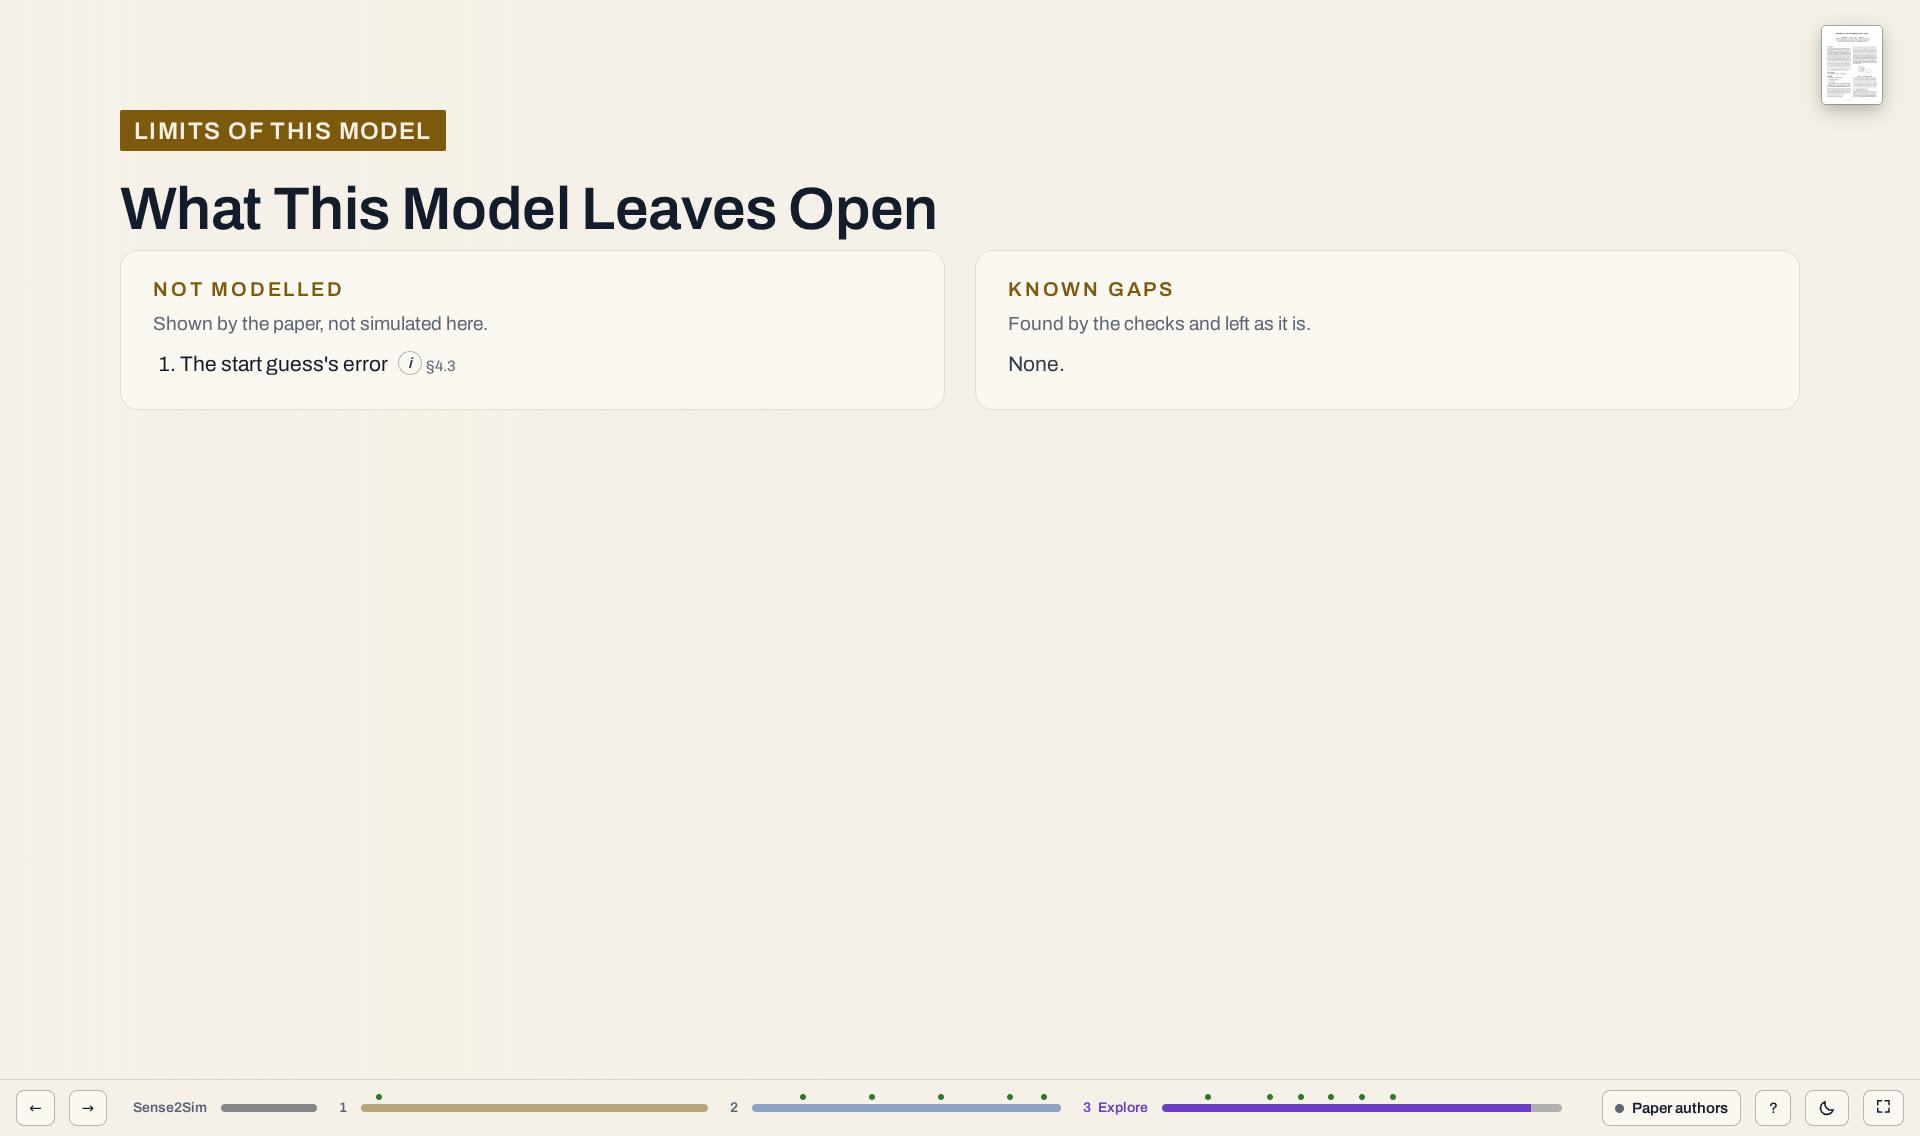 LIMITS OF THIS MODEL
What This Model Leaves Open
NOT MODELLED
Shown by the paper, not simulated here.
1. The start guess's error i §4.3
KNOWN GAPS
Found by the checks and left as it is.
None.
← → Sense2Sim 1 2 3 Explore Paper authors ?